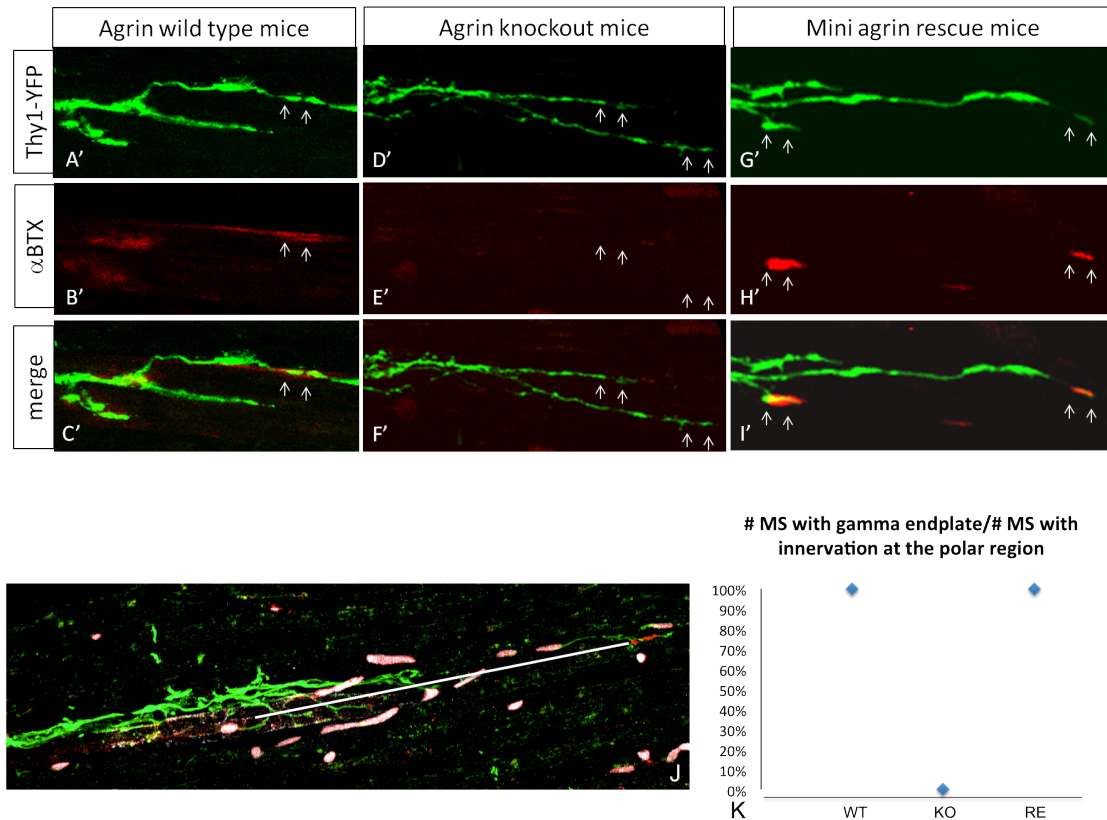 Agrin wild type mice
Agrin knockout mice
Mini agrin rescue mice
Thy1-YFP
A’
D’
G’
αBTX
B’
E’
H’
merge
C’
F’
I’
J
# MS with gamma endplate/# MS with
innervation at the polar region
100%
90%
80%
70%
60%
50%
40%
30%
20%
10%
0%
K
WT
KO
RE